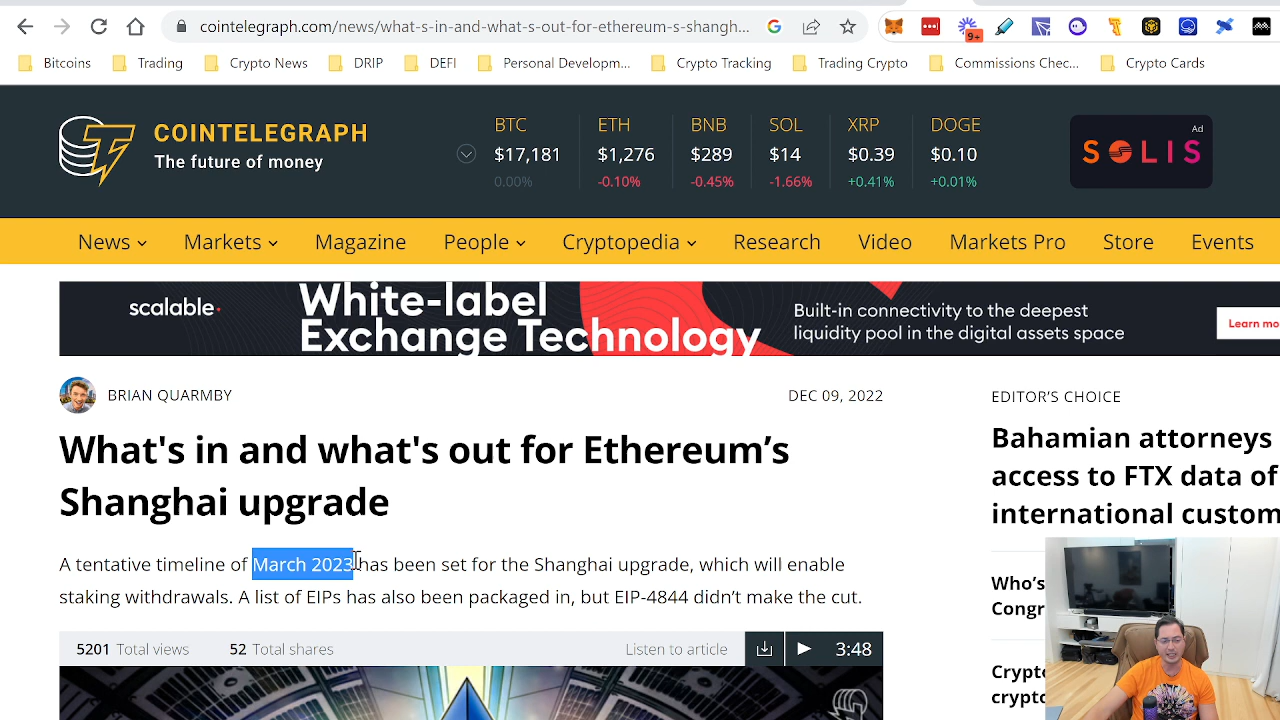 cointelegraph.com/news/what-s-in-and-what-s-out-for-ethereum-s-shangh...
9+
Bitcoins
Trading
Crypto News
DRIP
DEFI
Personal Developm...
Crypto Tracking
Trading Crypto
Commissions Chec...
Crypto Cards
COINTELEGRAPH
The future of money
BTC ETH BNB SOL XRP DOGE
$17,181 $1,276 $289 $14 $0.39 $0.10
0.00% -0.10% -0.45% -1.66% +0.41% +0.01%
Ad
SOLIS
News Markets Magazine People Cryptopedia Research Video Markets Pro Store Events
scalable.
White-label
Exchange Technology
Built-in connectivity to the deepest
liquidity pool in the digital assets space
Learn mo
BRIAN QUARMBY
DEC 09, 2022
What's in and what's out for Ethereum’s
Shanghai upgrade
A tentative timeline of March 2023 has been set for the Shanghai upgrade, which will enable
staking withdrawals. A list of EIPs has also been packaged in, but EIP-4844 didn’t make the cut.
5201 Total views
52 Total shares
Listen to article
3:48
EDITOR’S CHOICE
Bahamian attorneys
access to FTX data of
international custom
Who’s
Congr
Crypto
crypto